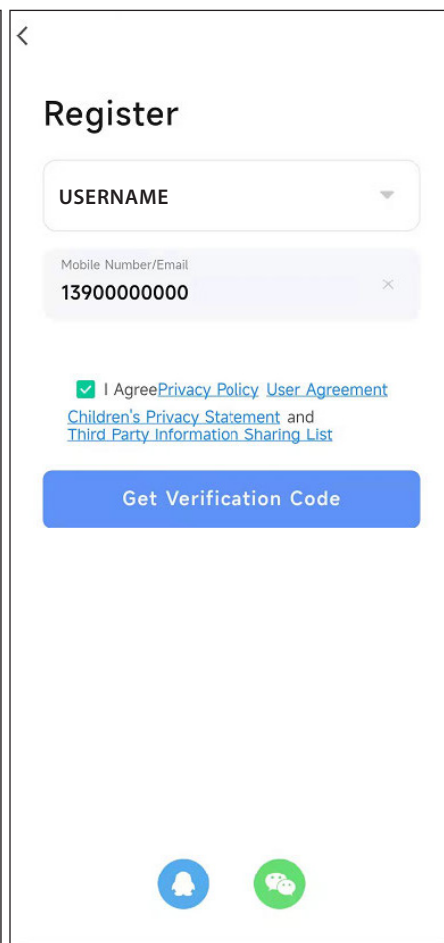 Register
USERNAME
Mobile Number/Email
13900000000
I AgreePrivacy Policy User Agreement
Children's Privacy Statement and
Third Party Information Sharing List
Get Verification Code